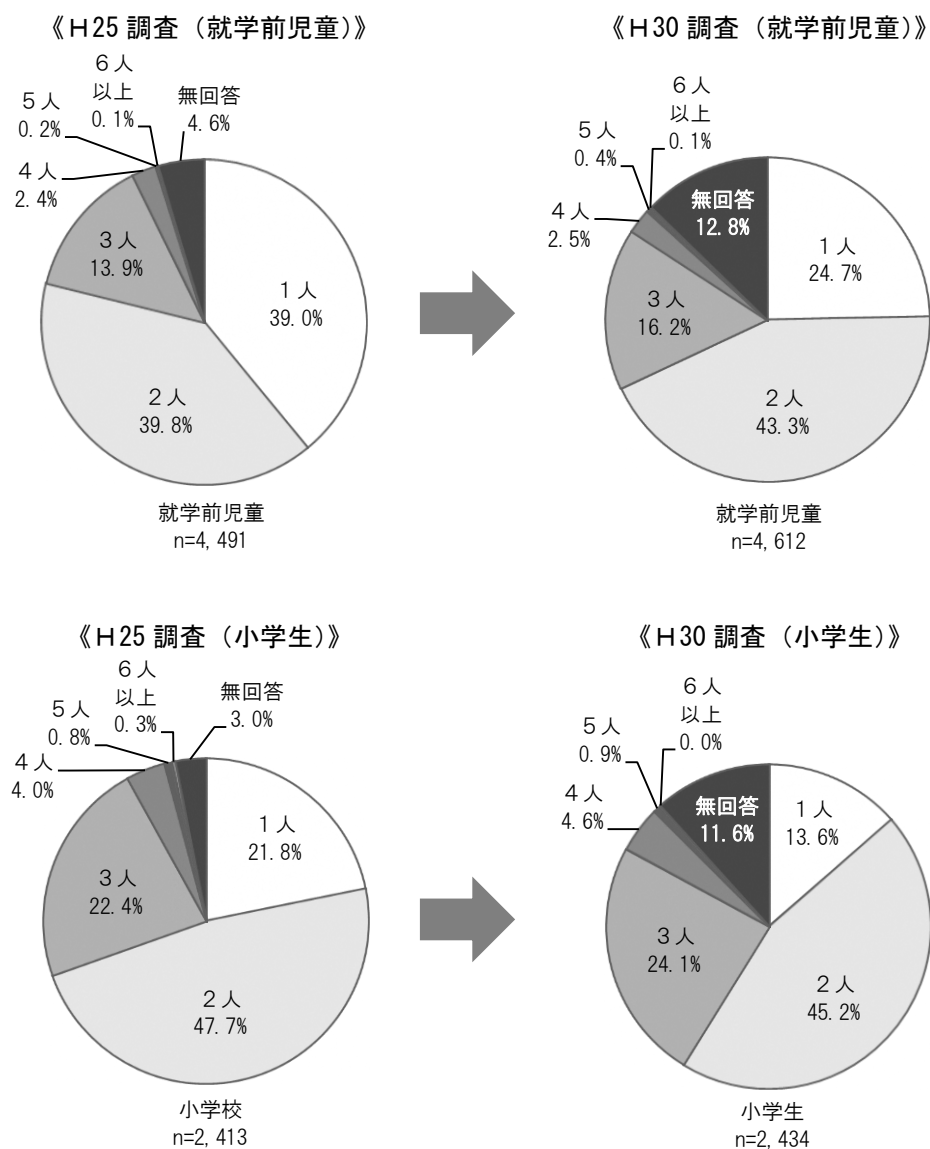 《Ｈ25 調査（就学前児童）》
６人
以上
0.1%
無回答
4.6%
５人
0.2%
４人
2.4%
３人
13.9%
１人
39.0%
２人
39.8%
就学前児童
n=4,491
《Ｈ30 調査（就学前児童）》
６人
以上
0.1%
５人
0.4%
４人
2.5%
無回答
12.8%
１人
24.7%
３人
16.2%
２人
43.3%
就学前児童
n=4,612
《Ｈ25 調査（小学生）》
６人
以上
0.3%
無回答
3.0%
５人
0.8%
４人
4.0%
１人
21.8%
３人
22.4%
２人
47.7%
小学校
n=2,413
《Ｈ30 調査（小学生）》
６人
以上
0.0%
５人
0.9%
４人
4.6%
無回答
11.6%
１人
13.6%
３人
24.1%
２人
45.2%
小学生
n=2,434